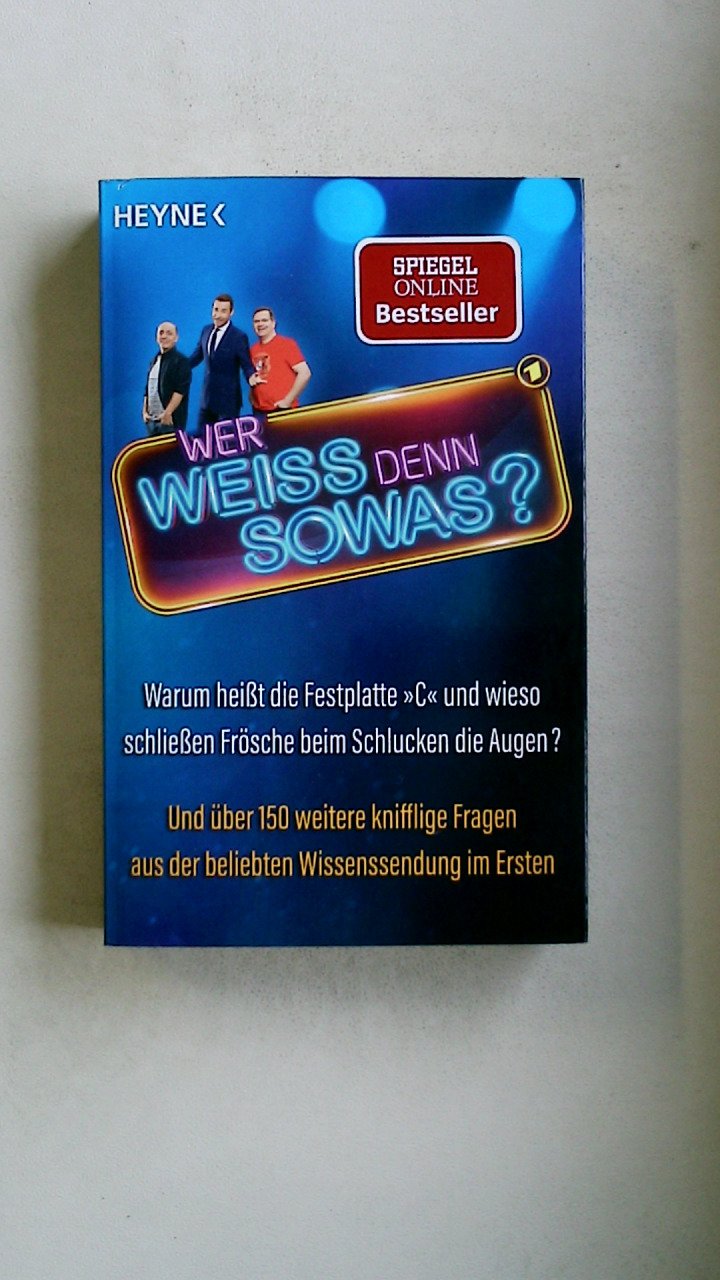 HEYNE<
SPIEGEL
ONLINE
Bestseller
1
WER
WEISS DENN
SOWAS?
Warum heißt die Festplatte »C« und wieso
schließen Frösche beim Schlucken die Augen?
Und über 150 weitere knifflige Fragen
aus der beliebten Wissenssendung im Ersten